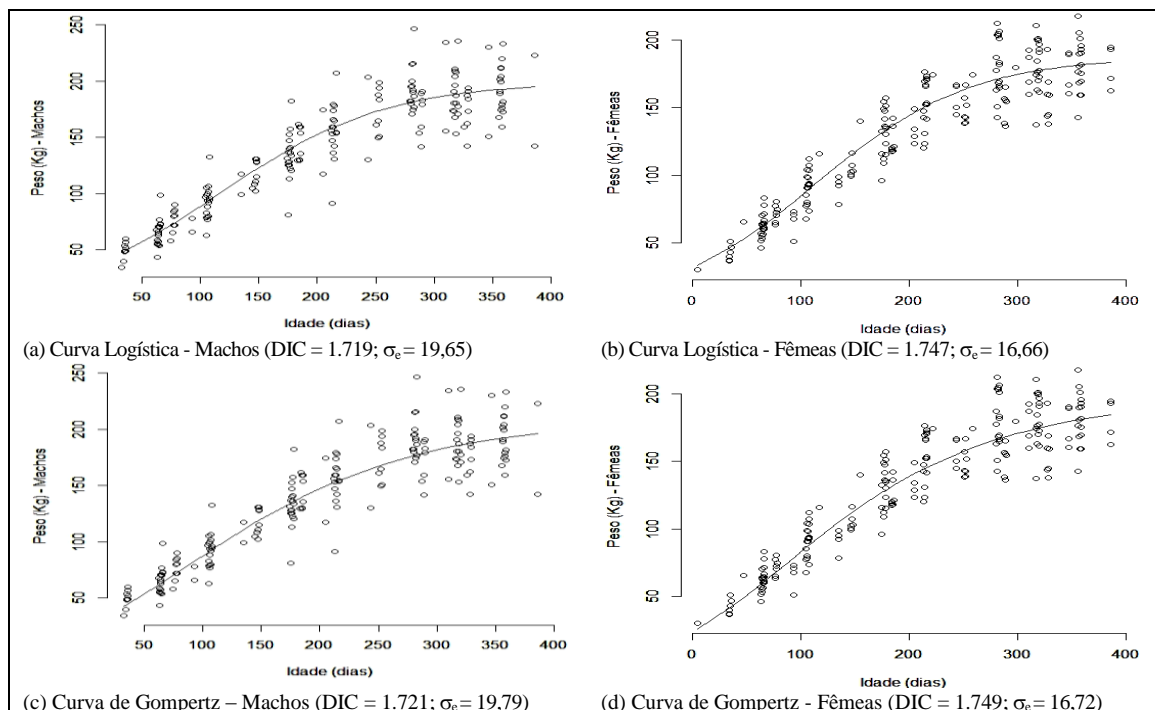 250
200
150
100
50
Peso (Kg) - Machos
50 100 150 200 250 300 350 400
Idade (dias)
(a) Curva Logística - Machos (DIC = 1.719; σe = 19,65)
200
150
100
50
Peso (Kg) - Fêmeas
0 100 200 300 400
Idade (dias)
(b) Curva Logística - Fêmeas (DIC = 1.747; σe = 16,66)
250
200
150
100
50
Peso (Kg) - Machos
50 100 150 200 250 300 350 400
Idade (dias)
(c) Curva de Gompertz – Machos (DIC = 1.721; σe = 19,79)
200
150
100
50
Peso (Kg) - Fêmeas
0 100 200 300 400
Idade (dias)
(d) Curva de Gompertz - Fêmeas (DIC = 1.749; σe = 16,72)